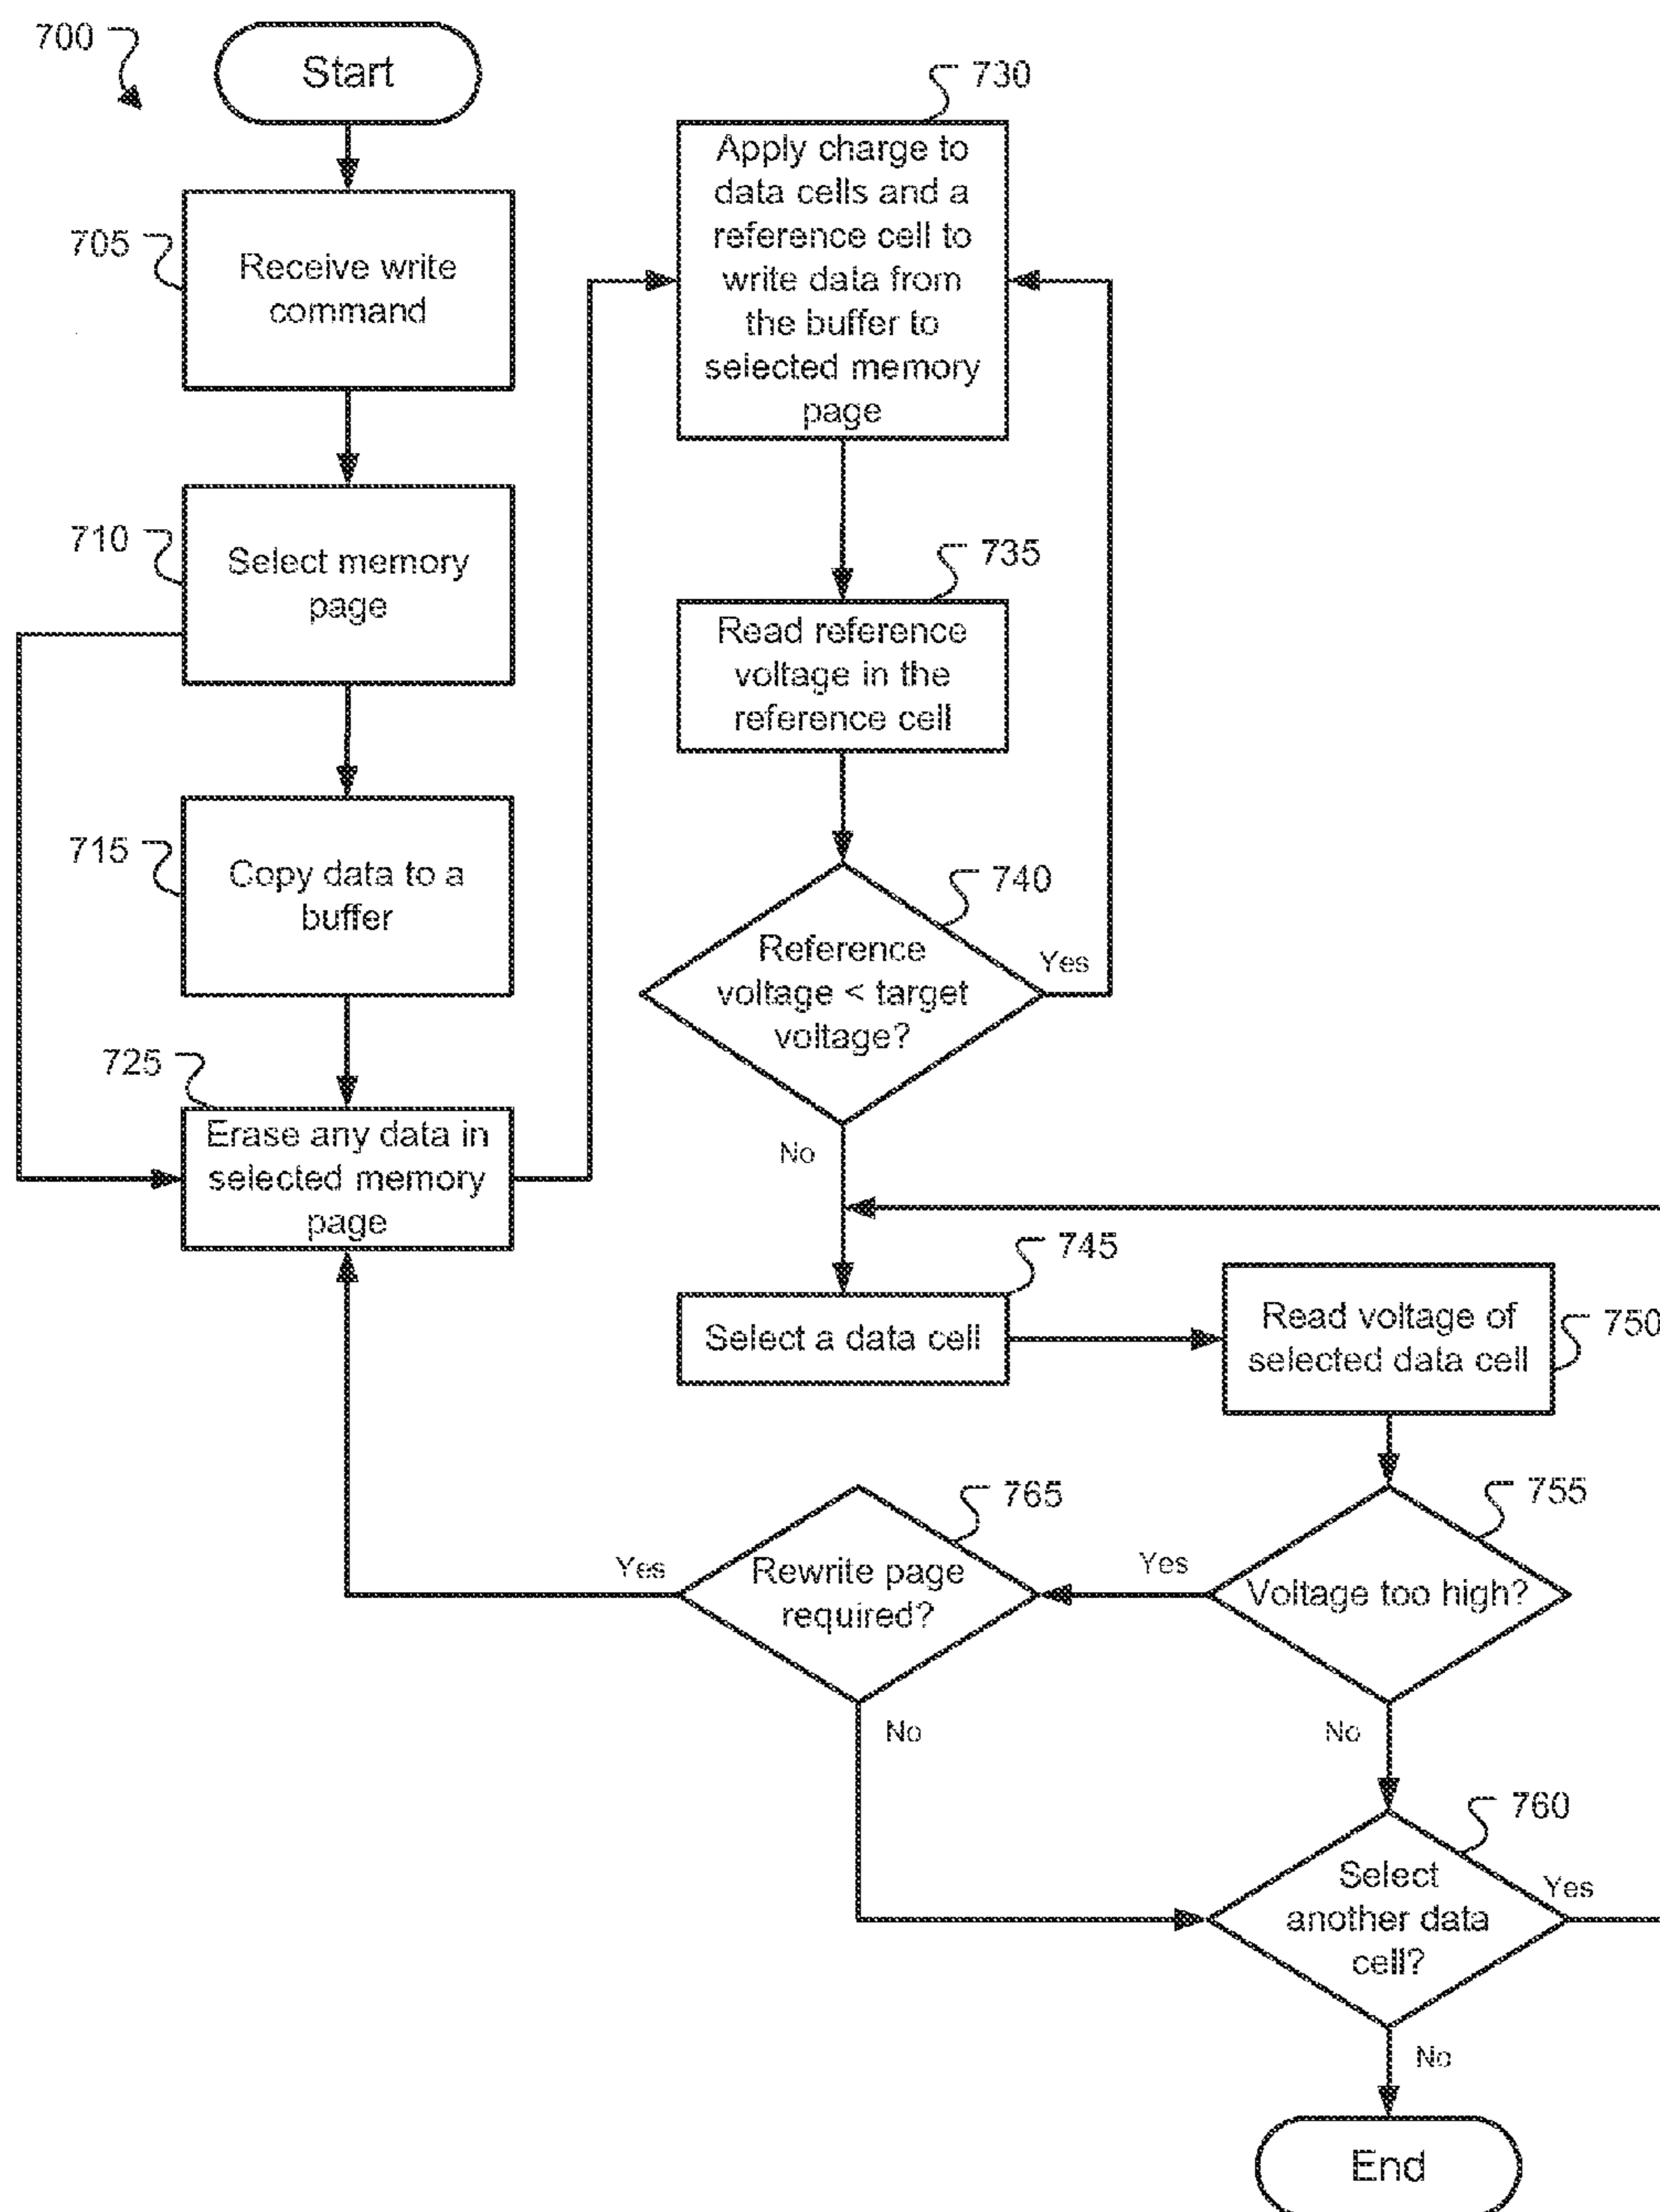 700
Start
705
Receive write
command
710
Select memory
page
715
Copy data to a
buffer
725
Erase any data in
selected memory
page
730
Apply charge to
data cells and a
reference cell to
write data from
the buffer to
selected memory
page
735
Read reference
voltage in the
reference cell
740
Reference
voltage < target
voltage?
Yes
No
745
Select a data cell
750
Read voltage of
selected data cell
755
Voltage too high?
Yes
No
765
Rewrite page
required?
Yes
No
760
Select
another data
cell?
Yes
No
End